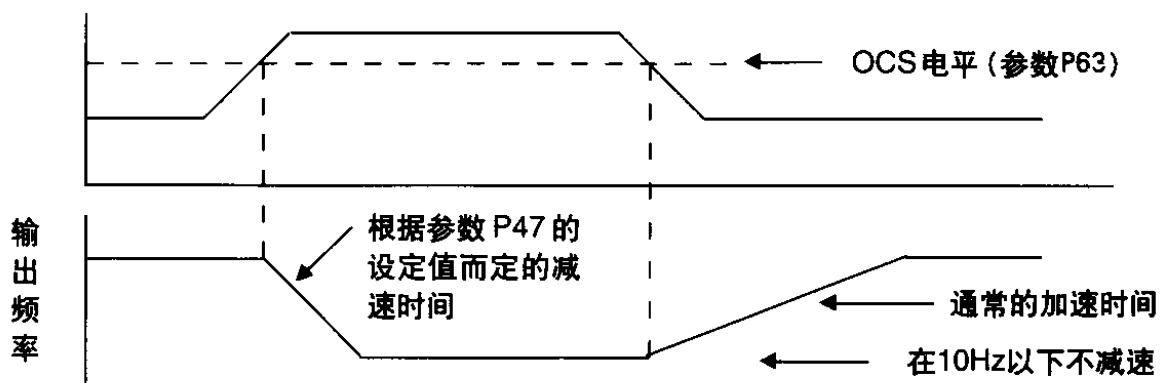 OCS电平(参数P63)
输出频率
根据参数 P47 的
设定值而定的减
速时间
通常的加速时间
在10Hz以下不减速